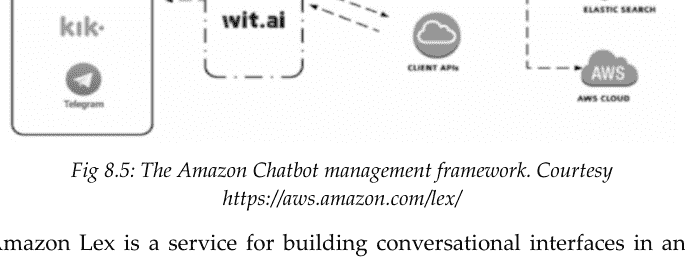 kik·
wit.ai
ELASTIC SEARCH
CLIENT APIs
AWS
Telegram
AWS CLOUD
Fig 8.5: The Amazon Chatbot management framework. Courtesy
https://aws.amazon.com/lex/
Amazon Lex is a service for building conversational interfaces in an